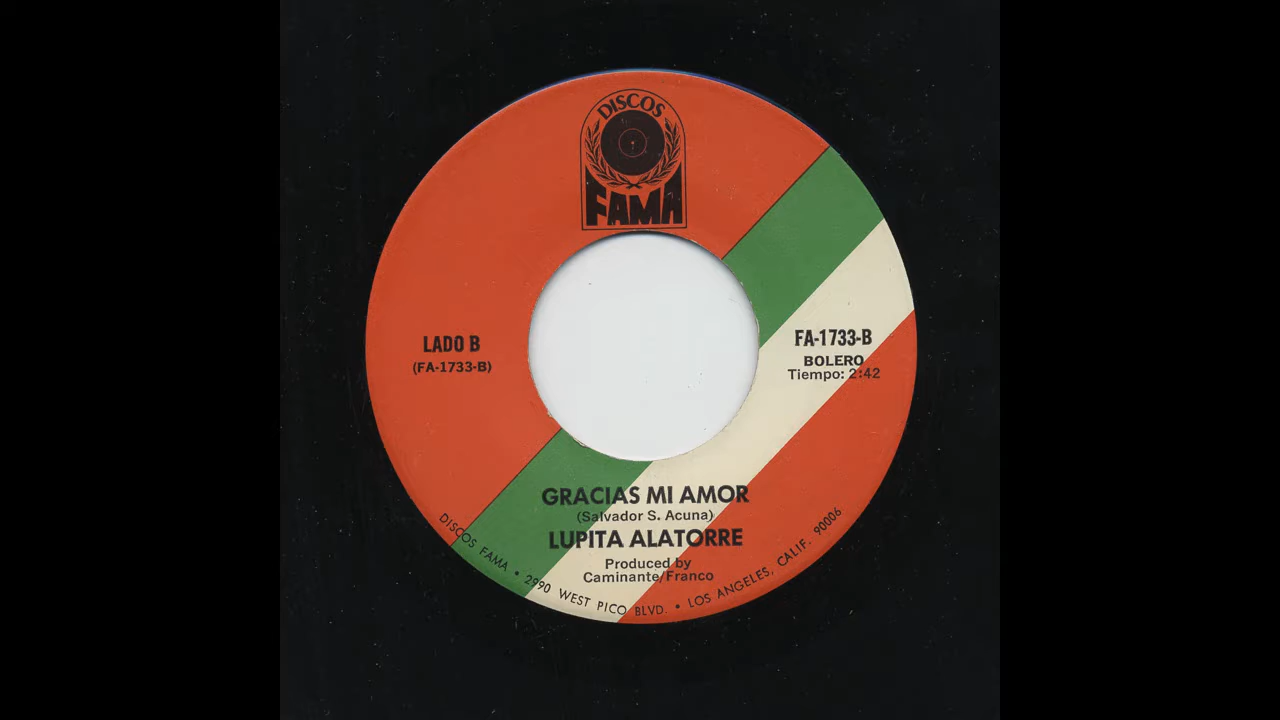 DISCOS
FAMA
LADO B
(FA-1733-B)
FA-1733-B
BOLERO
Tiempo: 2:42
GRACIAS MI AMOR
(Salvador S. Acuna)
LUPITA ALATORRE
Produced by
Caminante/Franco
DISCOS FAMA • 2990 WEST PICO BLVD. • LOS ANGELES, CALIF. 90006